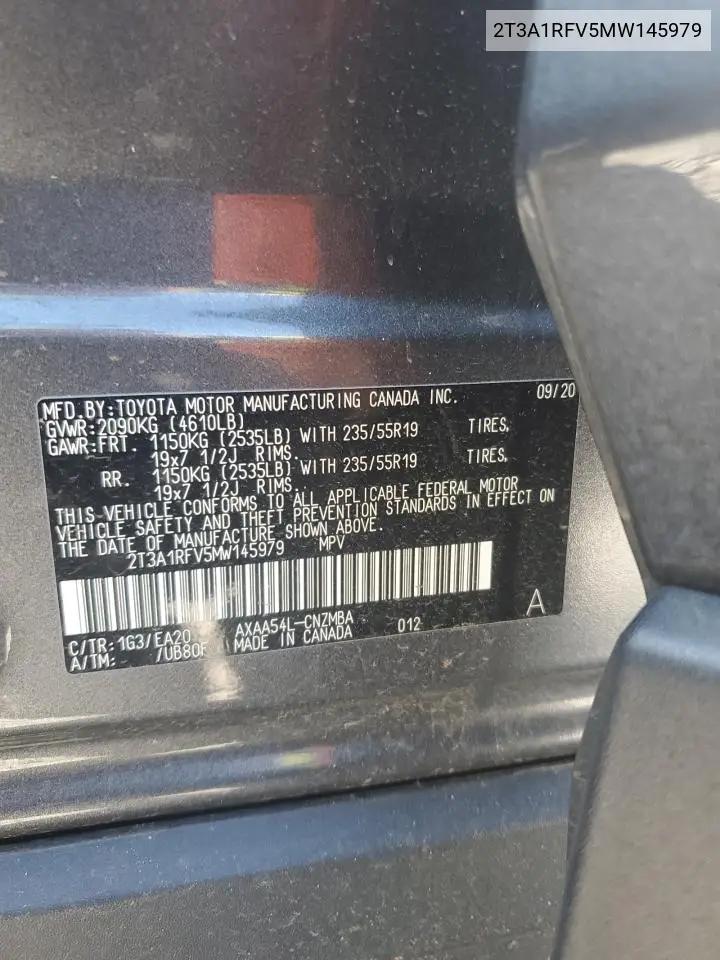 2T3A1RFV5MW145979
MFD.BY:TOYOTA MOTOR MANUFACTURING CANADA INC. 09/20
GVWR:2090KG (4610LB)
GAWR:FRT. 1150KG (2535LB) WITH 235/55R19 TIRES,
19x7 1/2J RIMS.
RR. 1150KG (2535LB) WITH 235/55R19 TIRES,
19x7 1/2J RIMS.
THIS VEHICLE CONFORMS TO ALL APPLICABLE FEDERAL MOTOR
VEHICLE SAFETY AND THEFT PREVENTION STANDARDS IN EFFECT ON
THE DATE OF MANUFACTURE SHOWN ABOVE.
2T3A1RFV5MW145979 MPV
A
C/TR:1G3/EA20 AXAA54L-CNZMBA 012
A/TM: /UB80F MADE IN CANADA